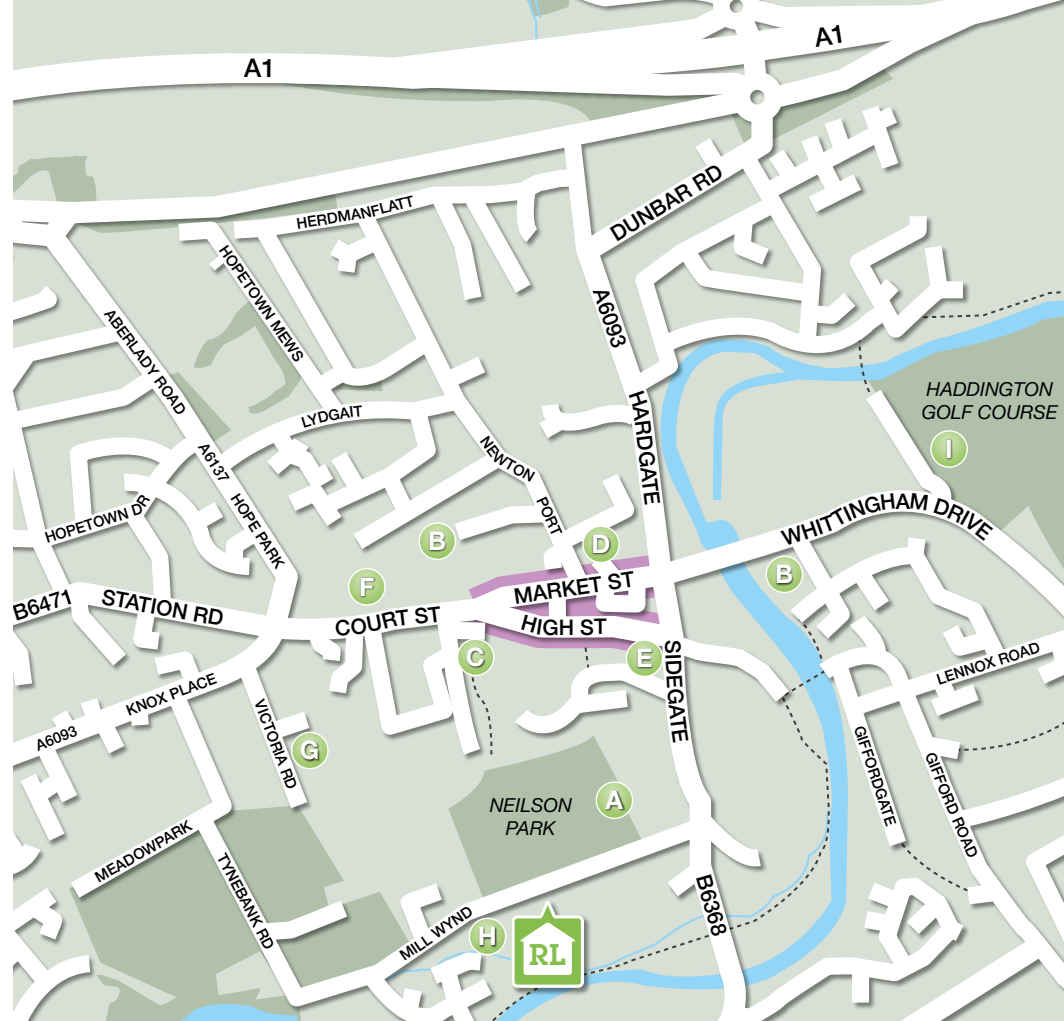 A1
A1
DUNBAR RD
HERDMANFLATT
HOPETOWN MEWS
A6093
ABERLADY ROAD
HADDINGTON
GOLF COURSE
I
HARDGATE
LYDGAIT
NEWTON
PORT
A6137
HOPE PARK
HOPETOWN DR
WHITTINGHAM DRIVE
B
D
B
F
MARKET ST
B6471
STATION RD
COURT ST
HIGH ST
C
E
SIDEGATE
LENNOX ROAD
KNOX PLACE
A6093
VICTORIA RD
G
GIFFORDGATE
GIFFORD ROAD
NEILSON
PARK
A
MEADOWPARK
TYNEBANK RD
MILL WYND
H
RL
B6368